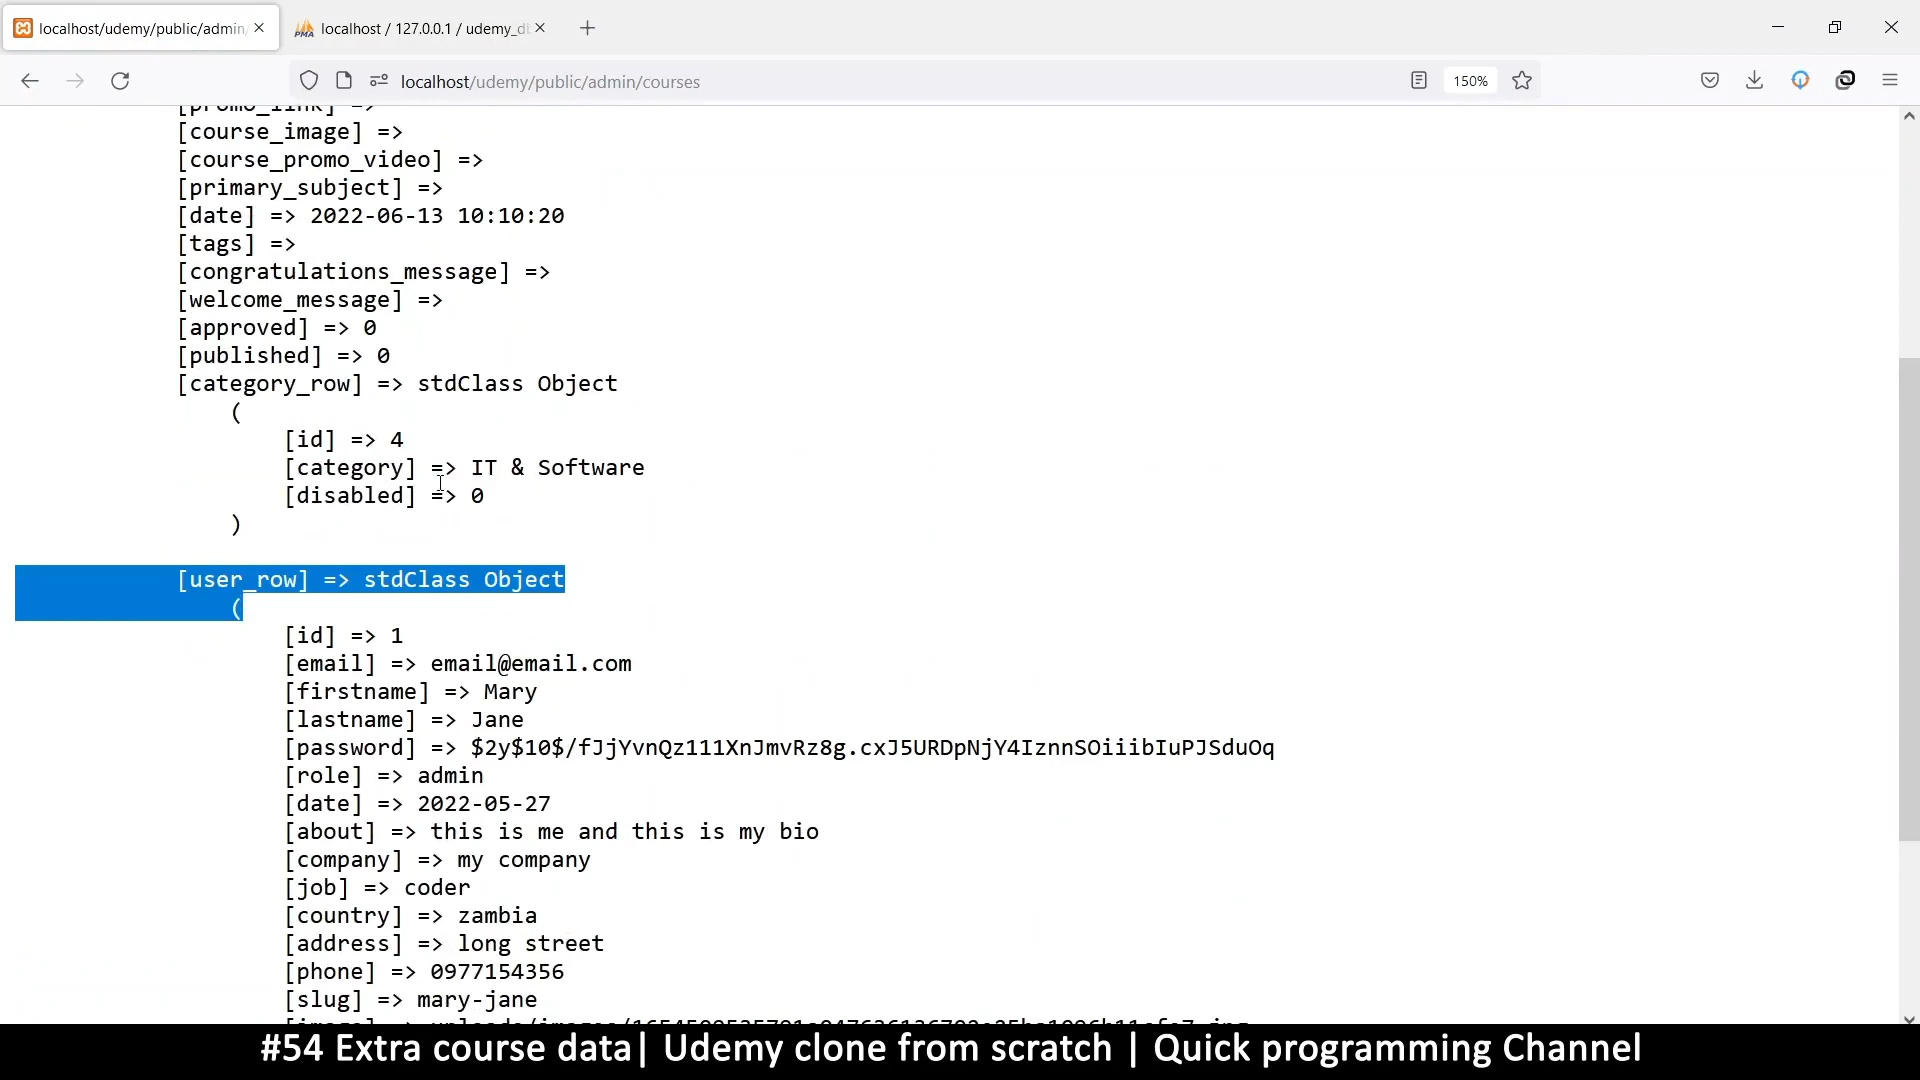 localhost/udemy/public/admin/
localhost / 127.0.0.1 / udemy_d
localhost/udemy/public/admin/courses
150%
[promo_link] =>
[course_image] =>
[course_promo_video] =>
[primary_subject] =>
[date] => 2022-06-13 10:10:20
[tags] =>
[congratulations_message] =>
[welcome_message] =>
[approved] => 0
[published] => 0
[category_row] => stdClass Object
(
[id] => 4
[category] => IT & Software
[disabled] => 0
)
[user_row] => stdClass Object
(
[id] => 1
[email] => email@email.com
[firstname] => Mary
[lastname] => Jane
[password] => $2y$10$/fJjYvnQz111XnJmvRz8g.cxJ5URDpNjY4IznnSOiiibIuPJSduOq
[role] => admin
[date] => 2022-05-27
[about] => this is me and this is my bio
[company] => my company
[job] => coder
[country] => zambia
[address] => long street
[phone] => 0977154356
[slug] => mary-jane
#54 Extra course data| Udemy clone from scratch | Quick programming Channel